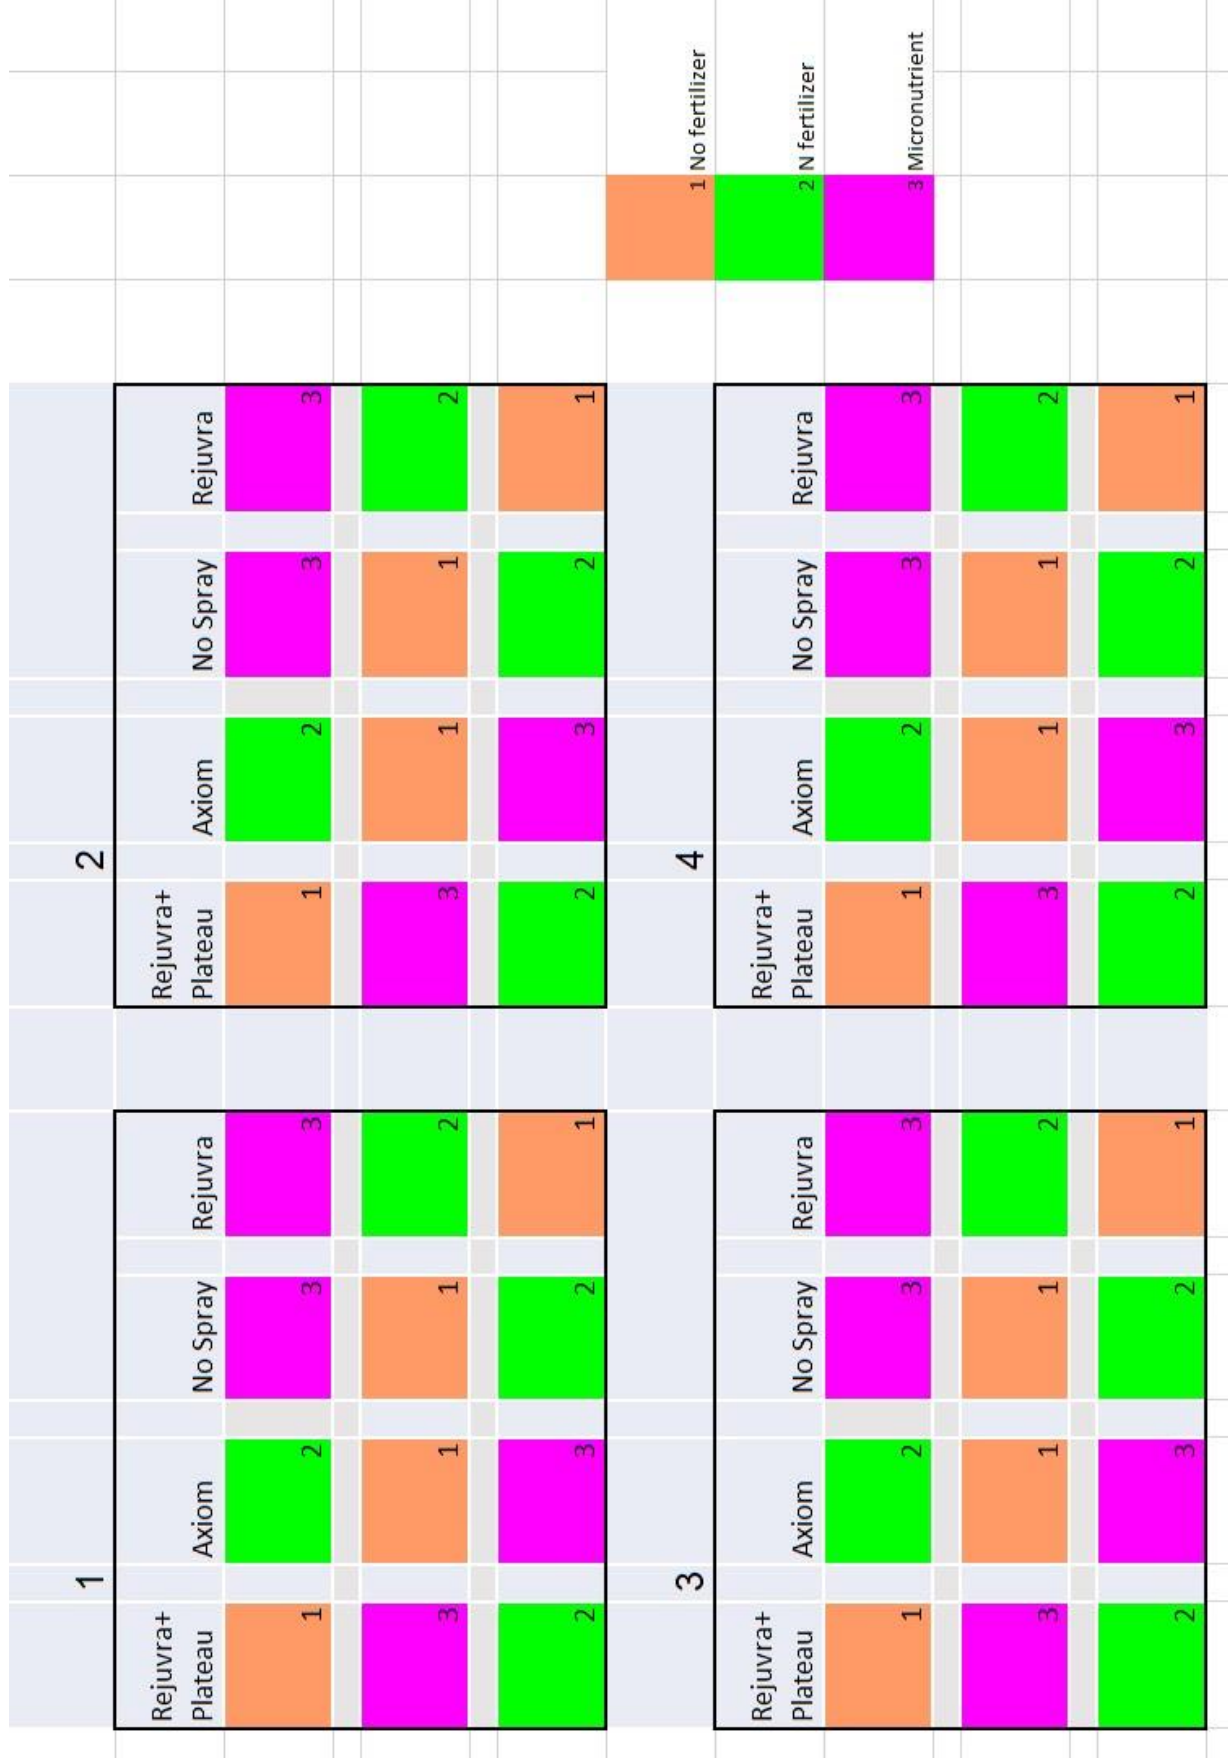 1
2
Rejuvra+
Plateau
Axiom
No Spray
Rejuvra
Rejuvra+
Plateau
Axiom
No Spray
Rejuvra
1 2 3 3 1 2 3 3
3 1 1 2 3 1 1 2
2 3 2 1 2 3 2 1
3
4
1 No fertilizer
Rejuvra+
Plateau
Axiom
No Spray
Rejuvra
Rejuvra+
Plateau
Axiom
No Spray
Rejuvra
2 N fertilizer
1 2 3 3 1 2 3 3
3 Micronutrient
3 1 1 2 3 1 1 2
2 3 2 1 2 3 2 1